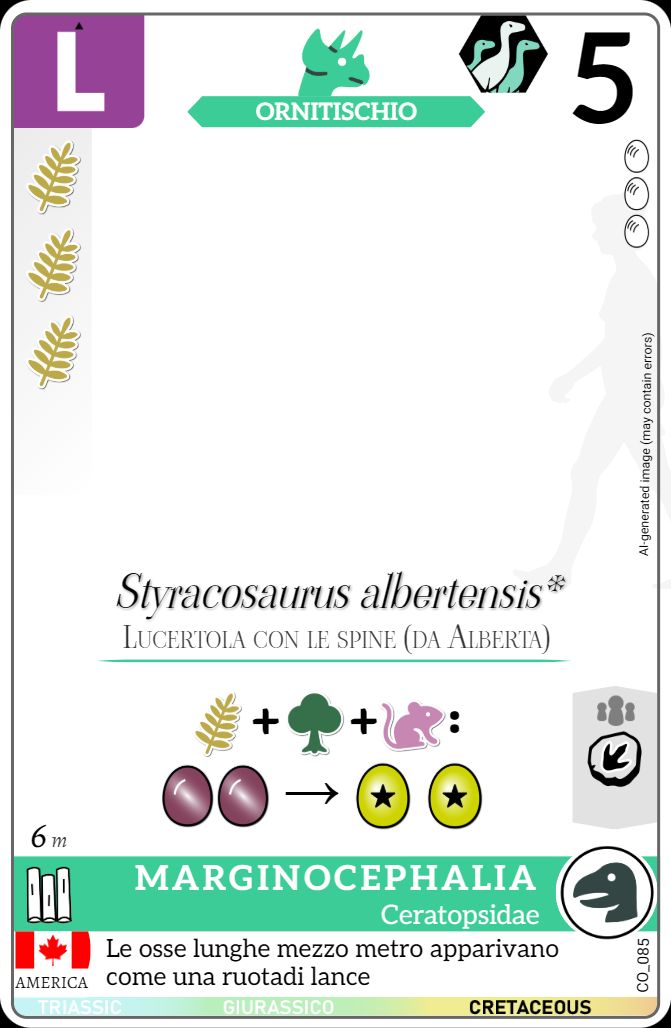 L
ORNITISCHIO
5
AI-generated image (may contain errors)
Styracosaurus albertensis*
Lucertola con le spine (da Alberta)
+ + :
→
6 m
MARGINOCEPHALIA
Ceratopsidae
AMERICA
Le osse lunghe mezzo metro apparivano
come una ruotadi lance
CO_085
TRIASSIC GIURASSICO CRETACEOUS